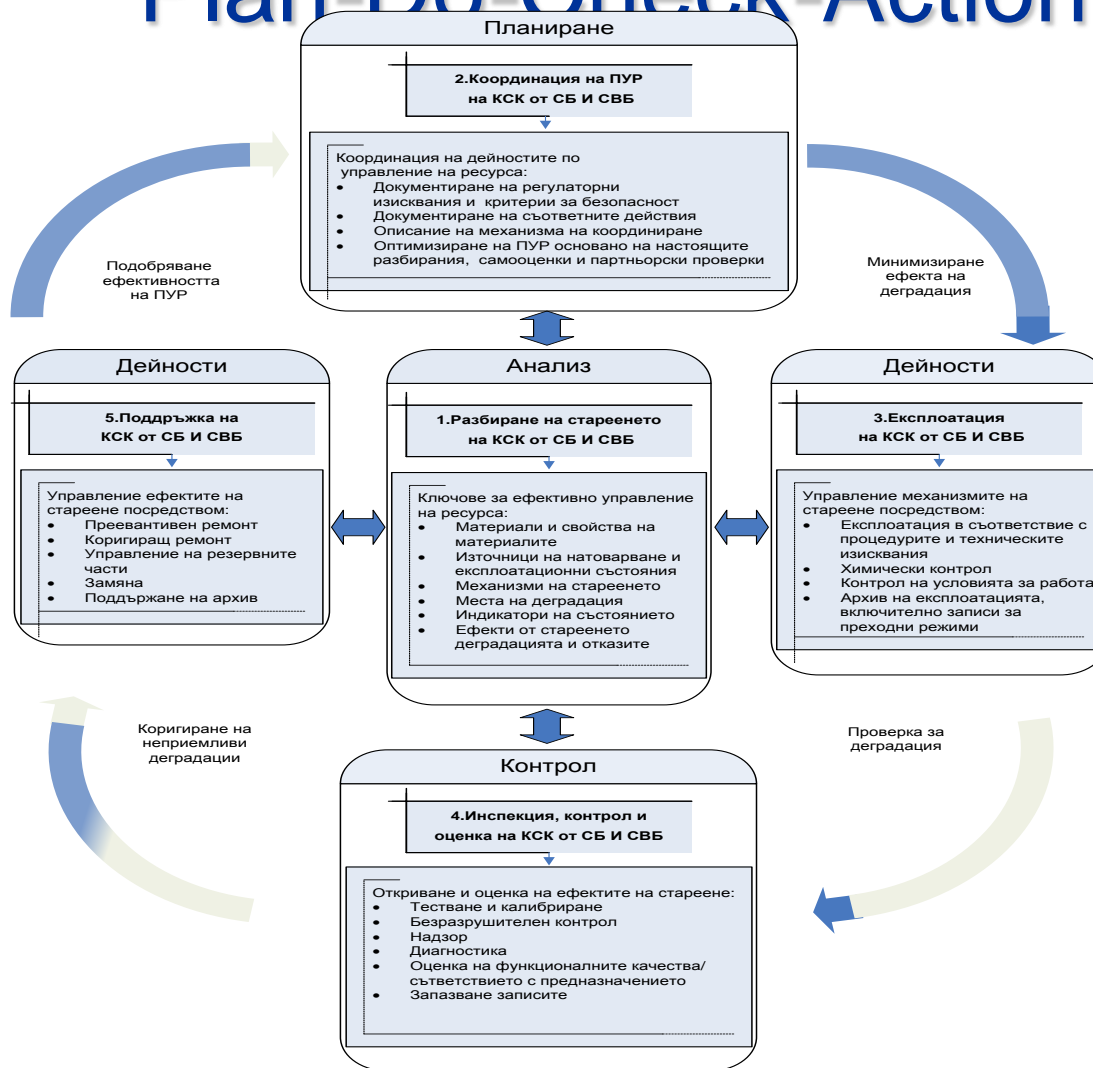 Plan-Do-Check-Action
Планиране
2.Координация на ПУР
на КСК от СБ И СВБ
Координация на дейностите по
управление на ресурса:
• Документиране на регулаторни
изисквания и критерии за безопасност
• Документиране на съответните действия
• Описание на механизма на координиране
• Оптимизиране на ПУР основано на настоящите
разбирания, самооценки и партньорски проверки
Подобряване
ефективността
на ПУР
Минимизиране
ефекта на
деградация
Дейности
5.Поддръжка на
КСК от СБ И СВБ
Управление ефектите на
стареене посредством:
• Преевантивен ремонт
• Коригиращ ремонт
• Управление на резервните
части
• Замяна
• Поддържане на архив
Анализ
1.Разбиране на стареенето
на КСК от СБ И СВБ
Ключове за ефективно управление
на ресурса:
• Материали и свойства на
материалите
• Източници на натоварване и
експлоатационни състояния
• Механизми на стареенето
• Места на деградация
• Индикатори на състоянието
• Ефекти от стареенето
деградацията и отказите
Дейности
3.Експлоатация
на КСК от СБ И СВБ
Управление механизмите на
стареене посредством:
• Експлоатация в съответствие с
процедурите и техническите
изисквания
• Химически контрол
• Контрол на условията за работа
• Архив на експлоатацията,
включително записи за
преходни режими
Коригиране на
неприемливи
деградации
Проверка за
деградация
Контрол
4.Инспекция, контрол и
оценка на КСК от СБ И СВБ
Откриване и оценка на ефектите на стареене:
• Тестване и калибриране
• Безразрушителен контрол
• Надзор
• Диагностика
• Оценка на функционалните качества/
сътветствието с предназначението
• Запазване записите